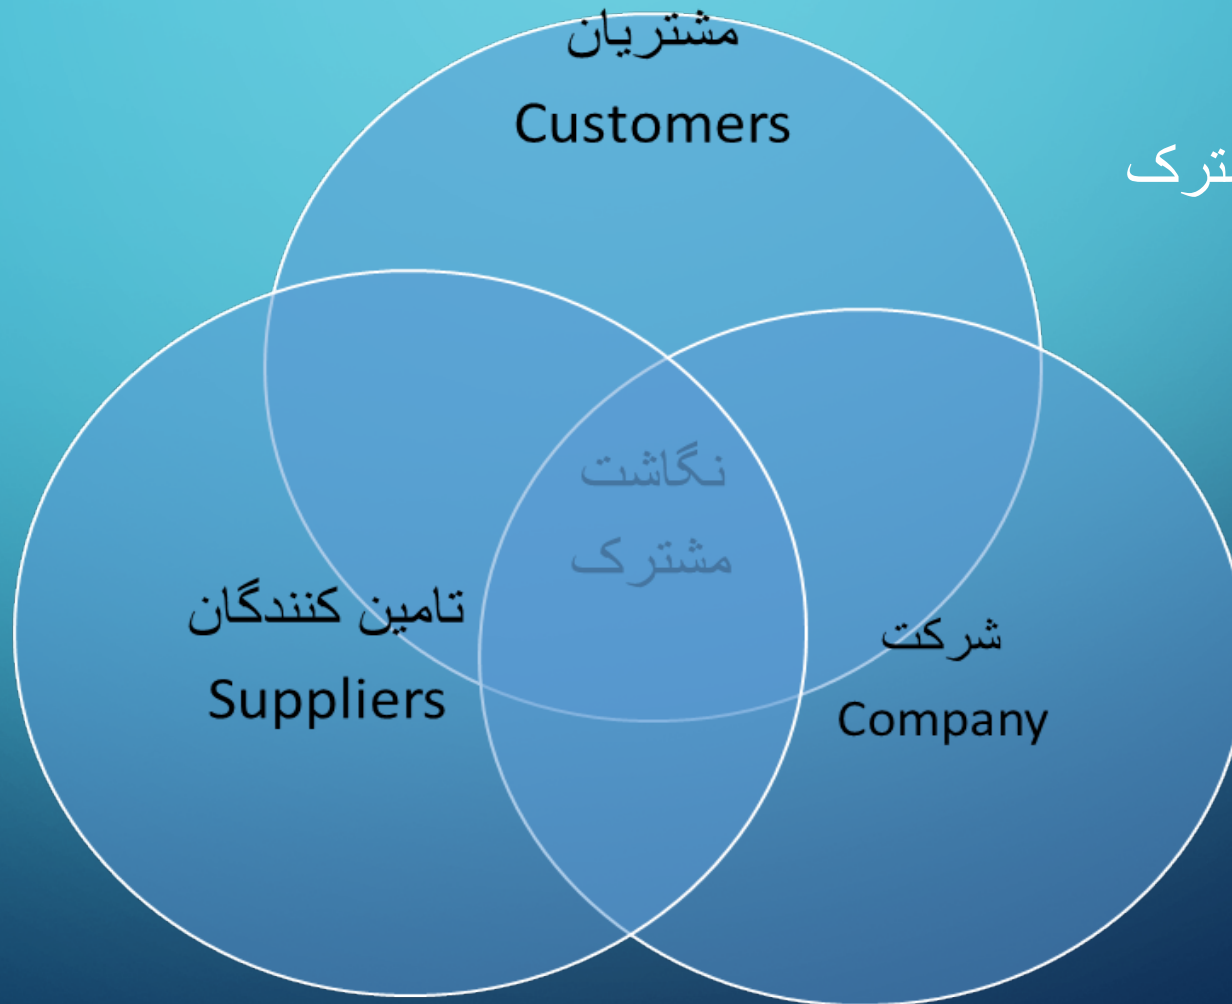 مشتریان
Customers
نگاشت
مشترک
تامین کنندگان
Suppliers
شرکت
Company